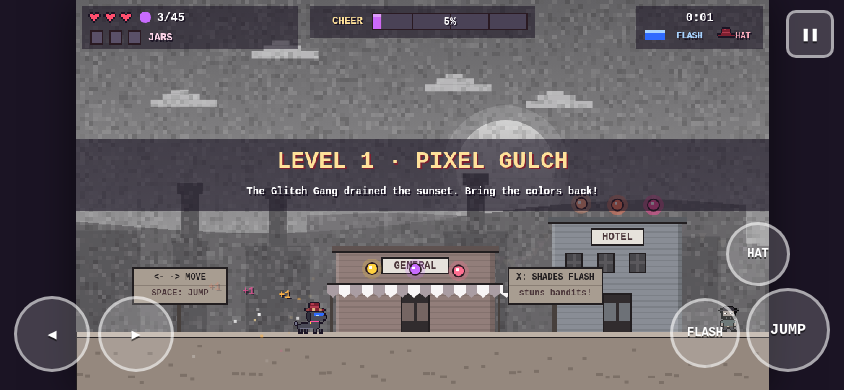 3/45
JARS
CHEER 5%
0:01
FLASH HAT
LEVEL 1 · PIXEL GULCH
The Glitch Gang drained the sunset. Bring the colors back!
HOTEL
GENERAL
<- -> MOVE
SPACE: JUMP
X: SHADES FLASH
stuns bandits!
+1
+1
+1
HAT
FLASH
JUMP